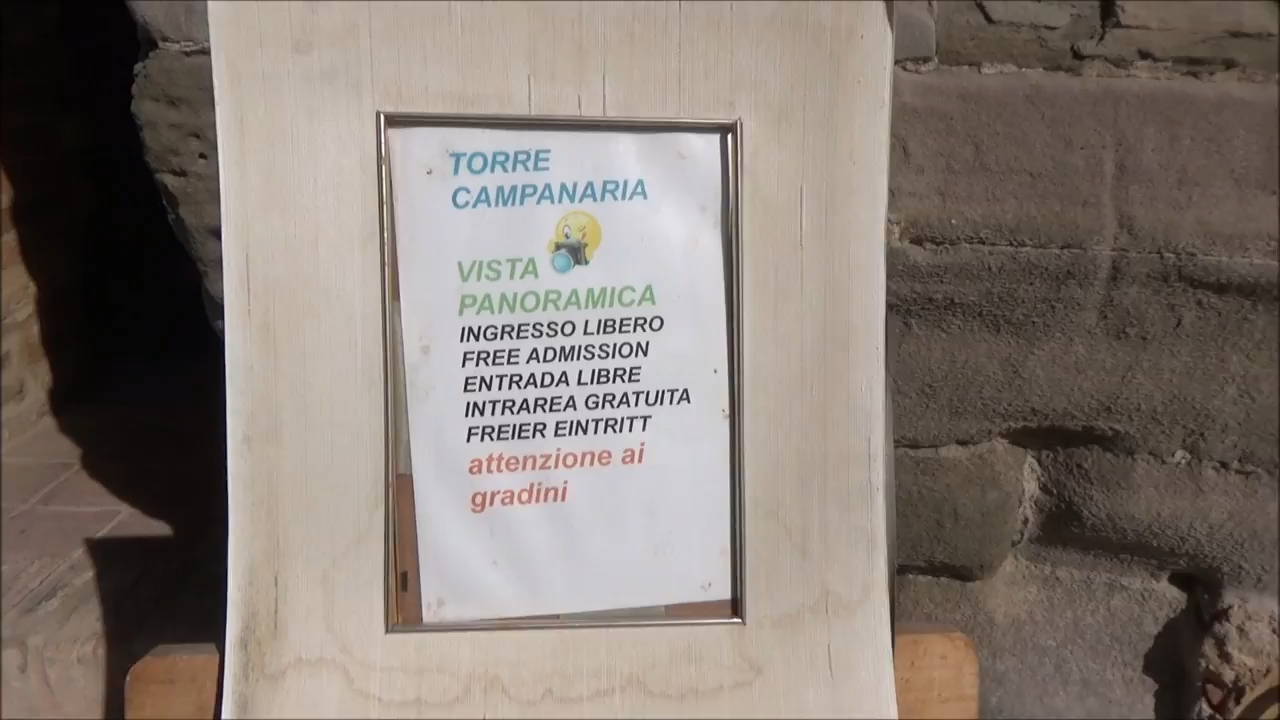 TORRE
CAMPANARIA
VISTA
PANORAMICA
INGRESSO LIBERO
FREE ADMISSION
ENTRADA LIBRE
INTRAREA GRATUITA
FREIER EINTRITT
attenzione ai
gradini